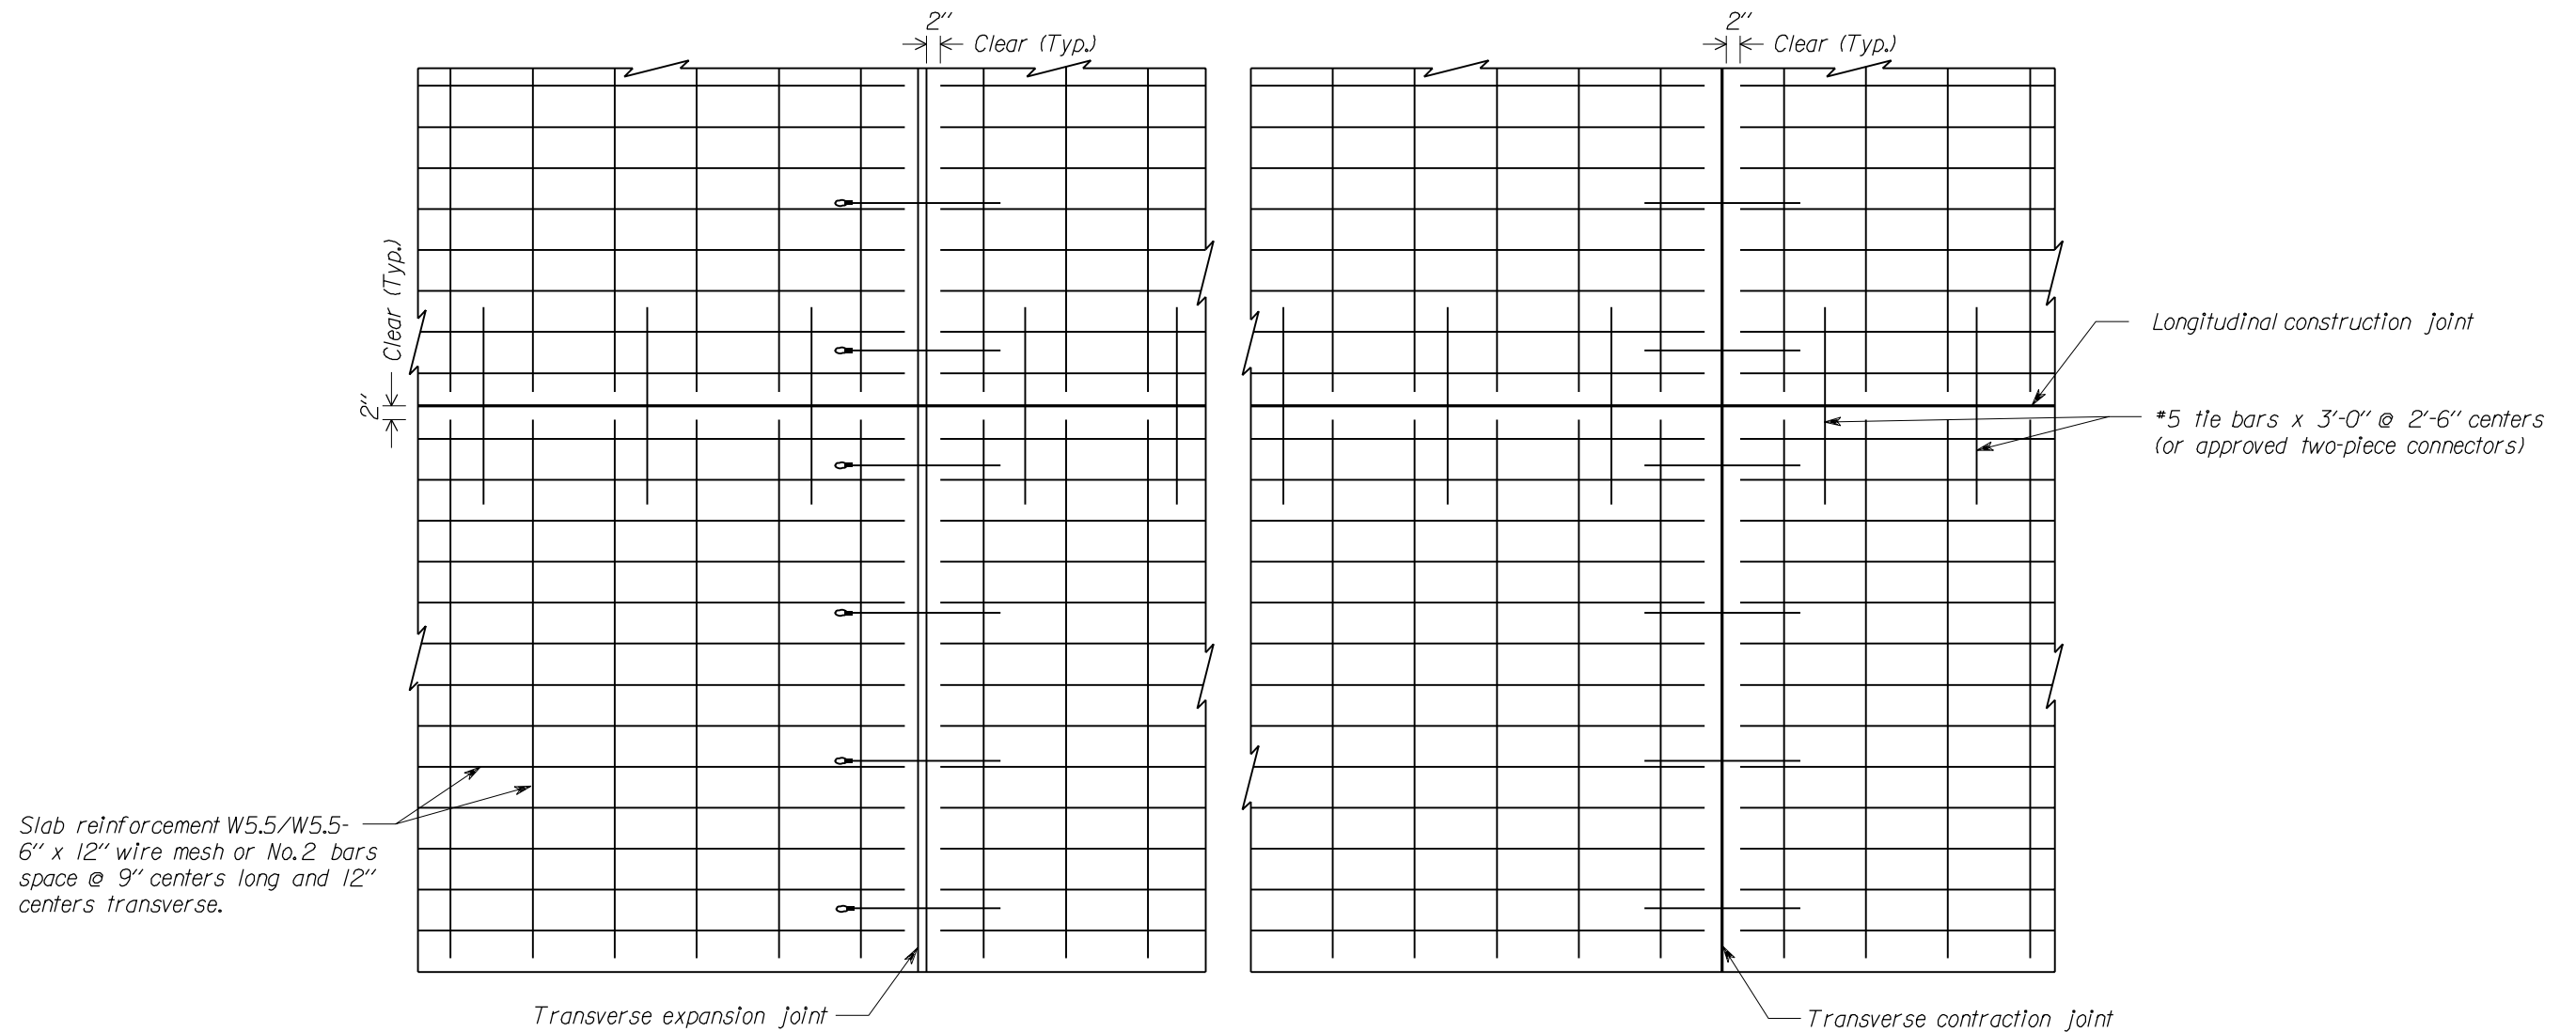 2"
Clear (Typ.)
2"
Clear (Typ.)
2" Clear (Typ.)
Longitudinal construction joint
#5 tie bars x 3'-0" @ 2'-6" centers
(or approved two-piece connectors)
Slab reinforcement W5.5/W5.5-
6" x 12" wire mesh or No.2 bars
space @ 9" centers long and 12"
centers transverse.
Transverse expansion joint
Transverse contraction joint